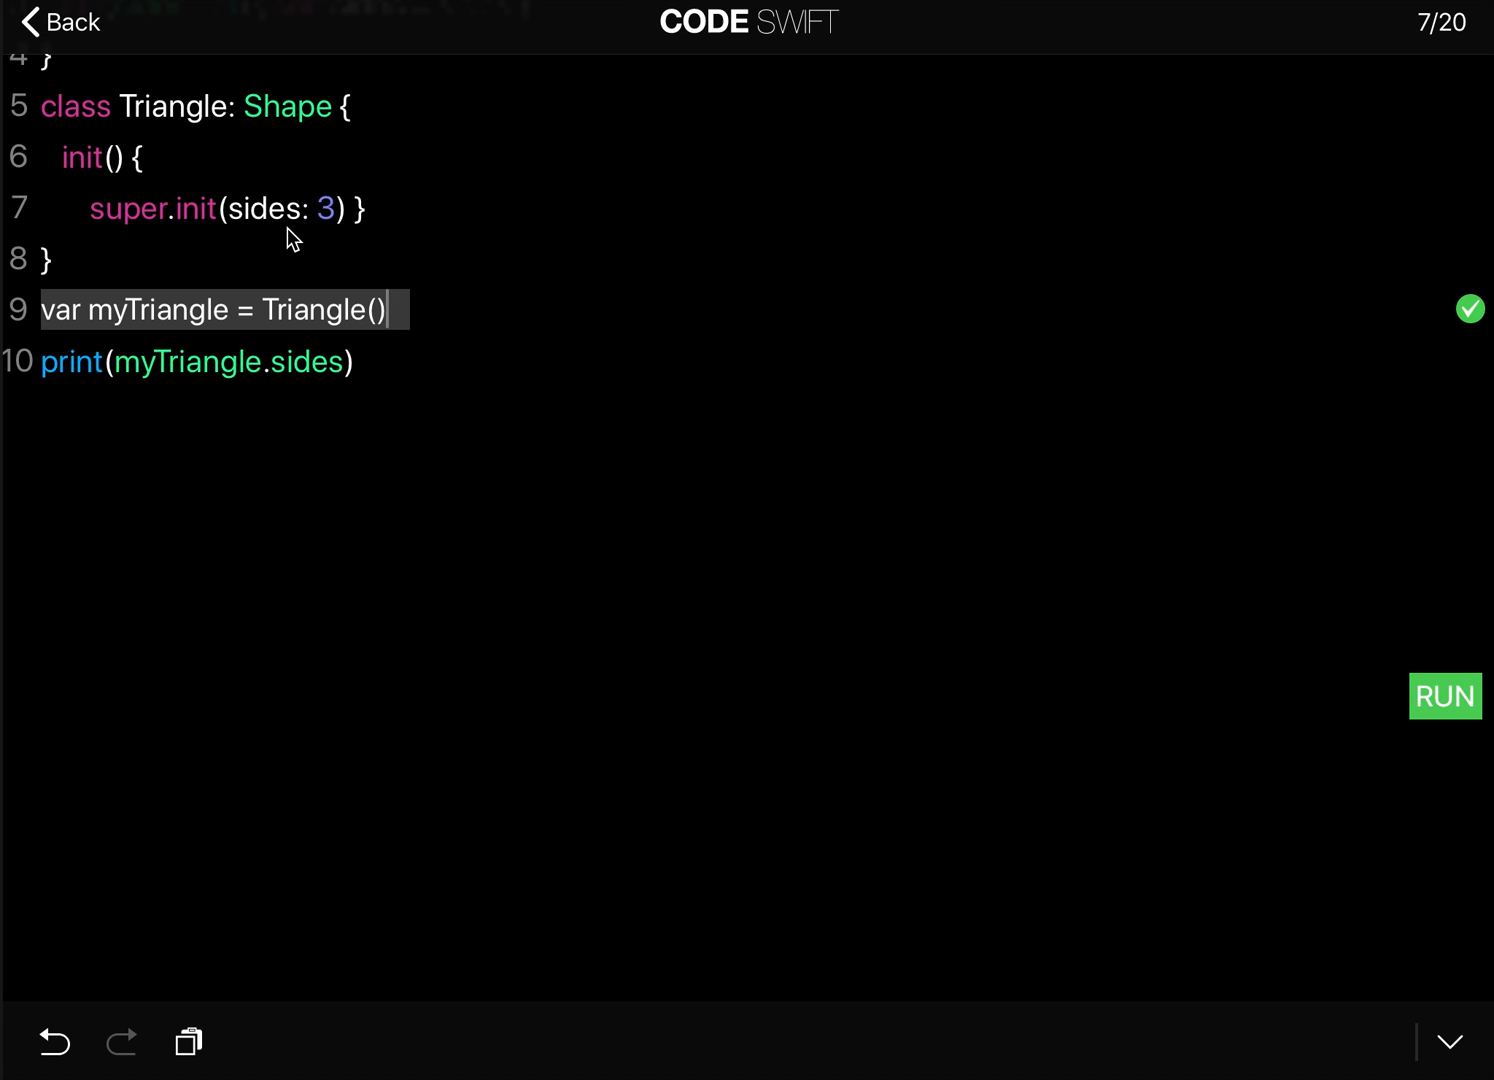 Back
CODE SWIFT
7/20
4 }
5 class Triangle: Shape {
6 init() {
7 super.init(sides: 3) }
8 }
9 var myTriangle = Triangle()
10 print(myTriangle.sides)
RUN